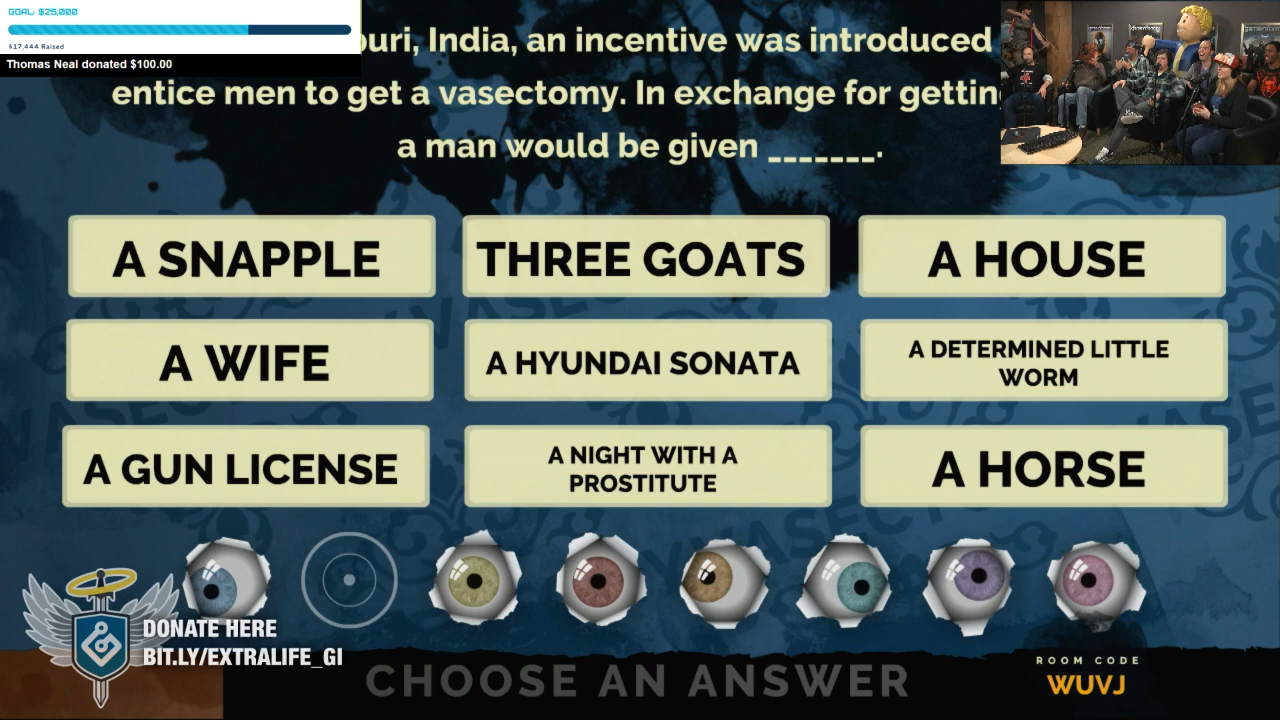 GOAL: $25,000
$17,444 Raised
Thomas Neal donated $100.00
puri, India, an incentive was introduced
entice men to get a vasectomy. In exchange for getting
a man would be given _______.
A SNAPPLE
THREE GOATS
A HOUSE
A WIFE
A HYUNDAI SONATA
A DETERMINED LITTLE
WORM
A GUN LICENSE
A NIGHT WITH A
PROSTITUTE
A HORSE
DONATE HERE
BIT.LY/EXTRALIFE_GI
CHOOSE AN ANSWER
ROOM CODE
WUVJ